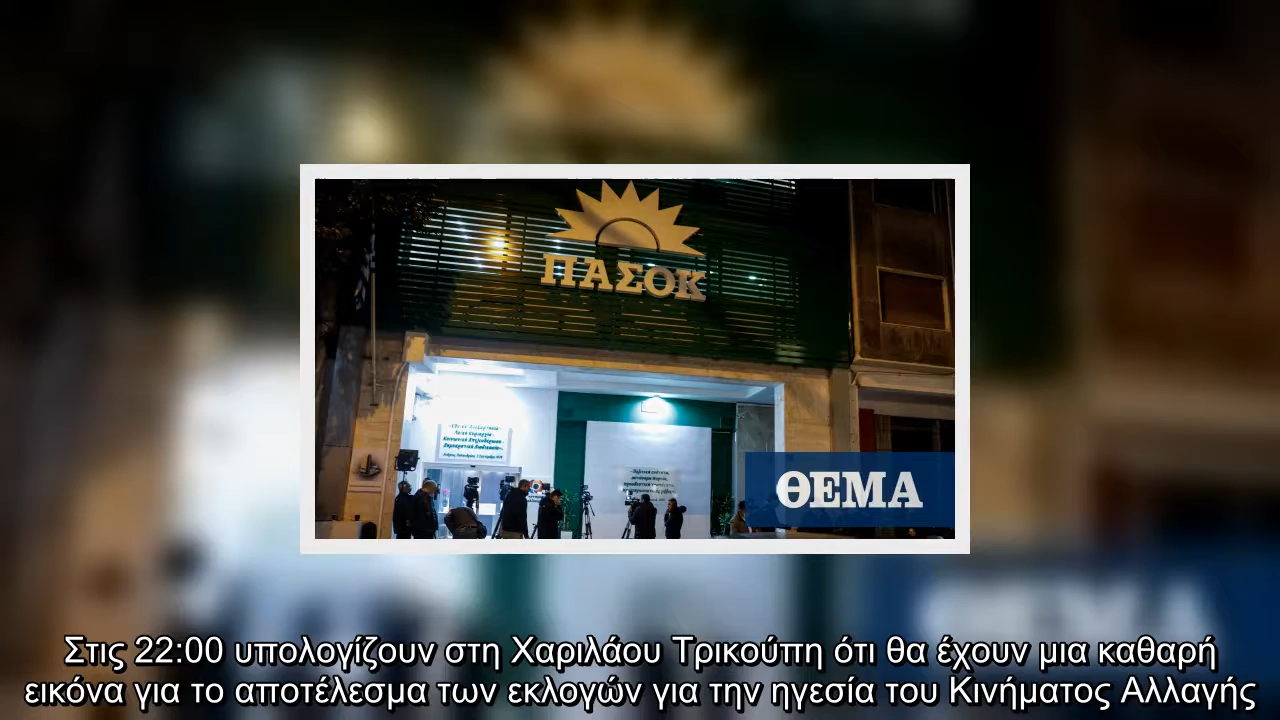 ΠΑΣΟΚ
ΘΕΜΑ
Στις 22:00 υπολογίζουν στη Χαριλάου Τρικούπη ότι θα έχουν μια καθαρή
εικόνα για το αποτέλεσμα των εκλογών για την ηγεσία του Κινήματος Αλλαγής